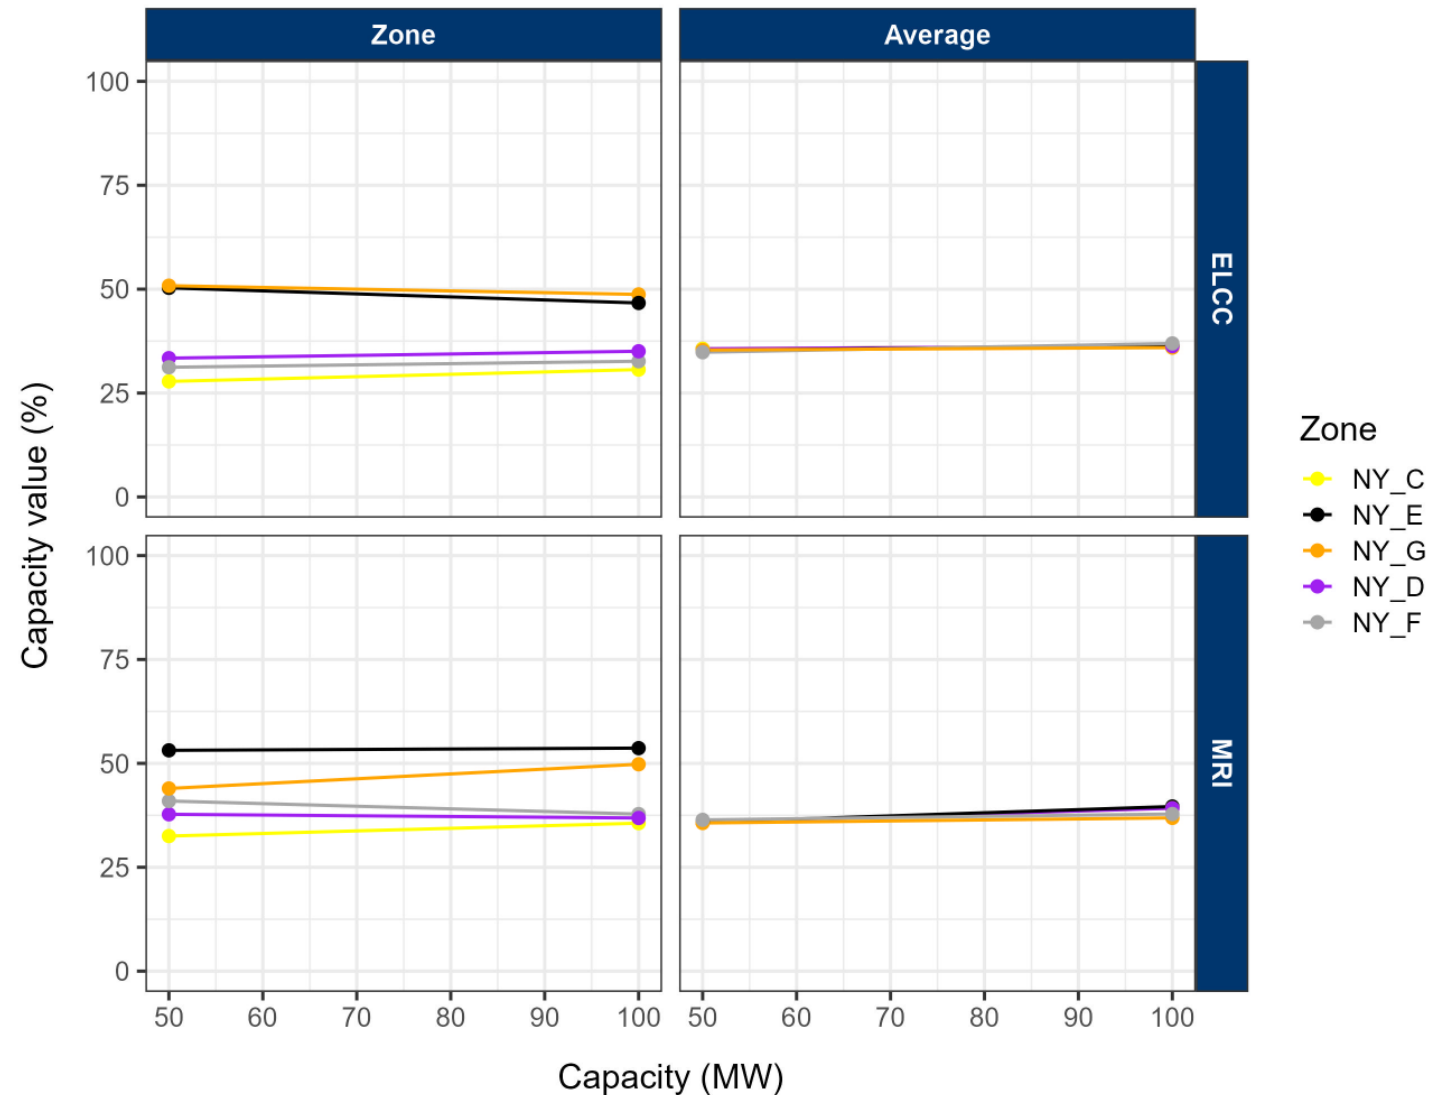 Zone
Average
100
75
50
25
0
ELCC
100
75
50
25
0
MRI
50 60 70 80 90 100
50 60 70 80 90 100
Capacity (MW)
Capacity value (%)
Zone
NY_C
NY_E
NY_G
NY_D
NY_F